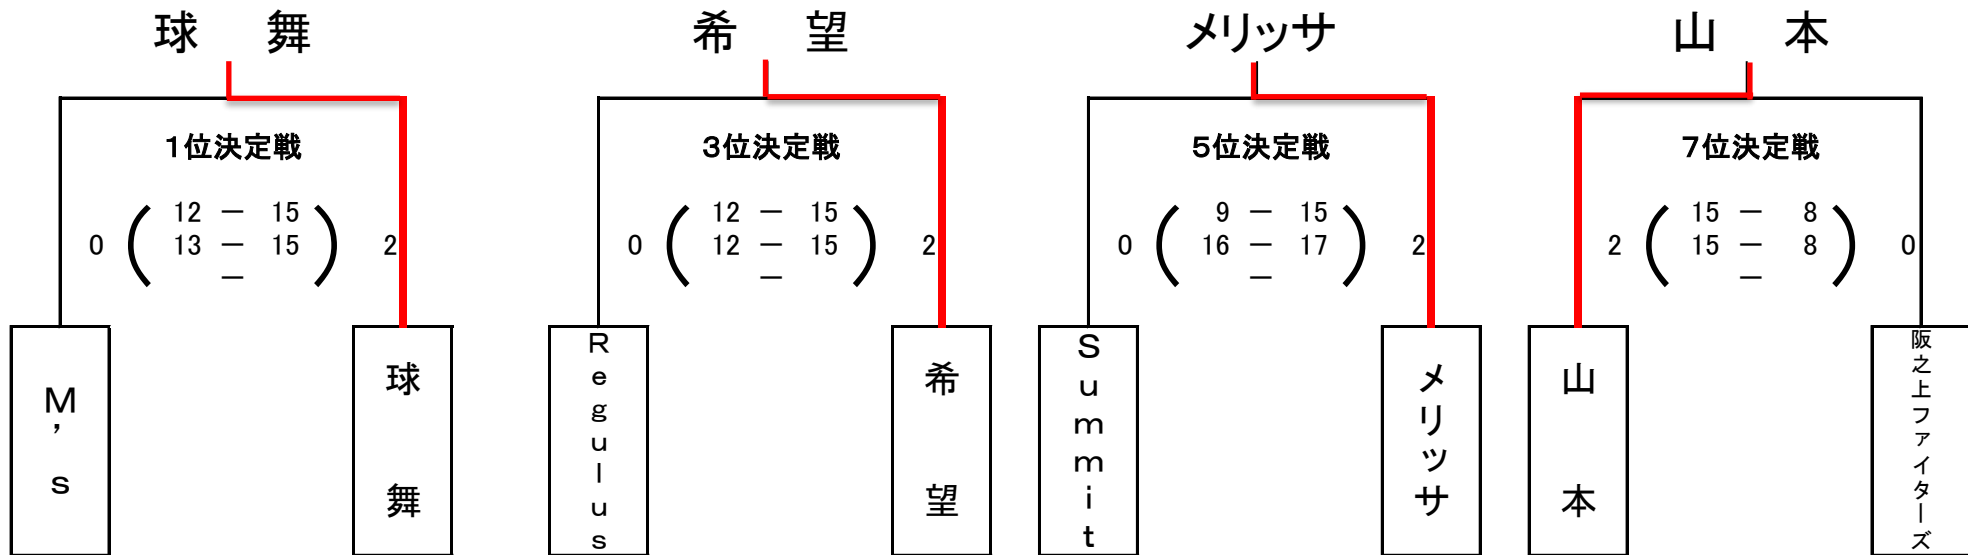 球 舞
1位決定戦
0 ( 12 － 15 ) 2
13 － 15
－
M's
球 舞
希 望
3位決定戦
0 ( 12 － 15 ) 2
12 － 15
－
Regulus
希 望
メリッサ
5位決定戦
0 ( 9 － 15 ) 2
16 － 17
－
Summit
メリッサ
山 本
7位決定戦
2 ( 15 － 8 ) 0
15 － 8
－
山 本
阪之上ファイターズ